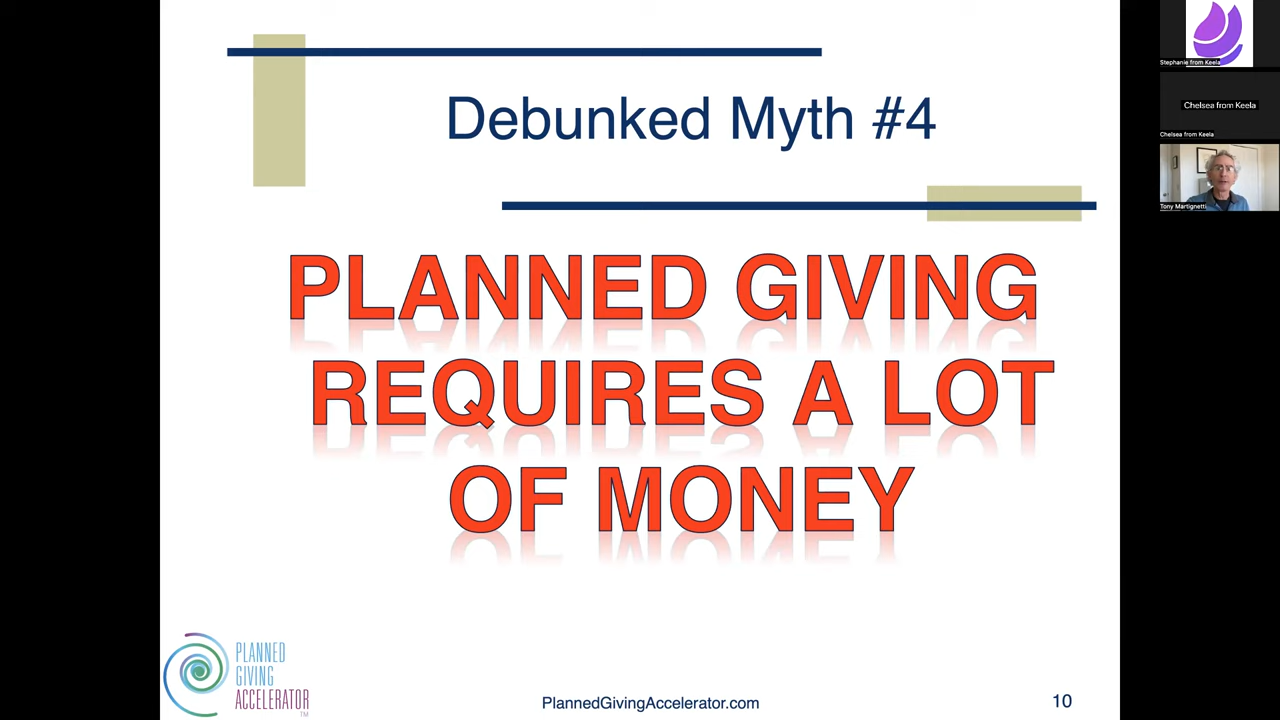 Debunked Myth #4
PLANNED GIVING
REQUIRES A LOT
OF MONEY
PLANNED
GIVING
ACCELERATOR
TM
PlannedGivingAccelerator.com
10
Stephanie from Keela
Chelsea from Keela
Chelsea from Keela
Tony Martignetti